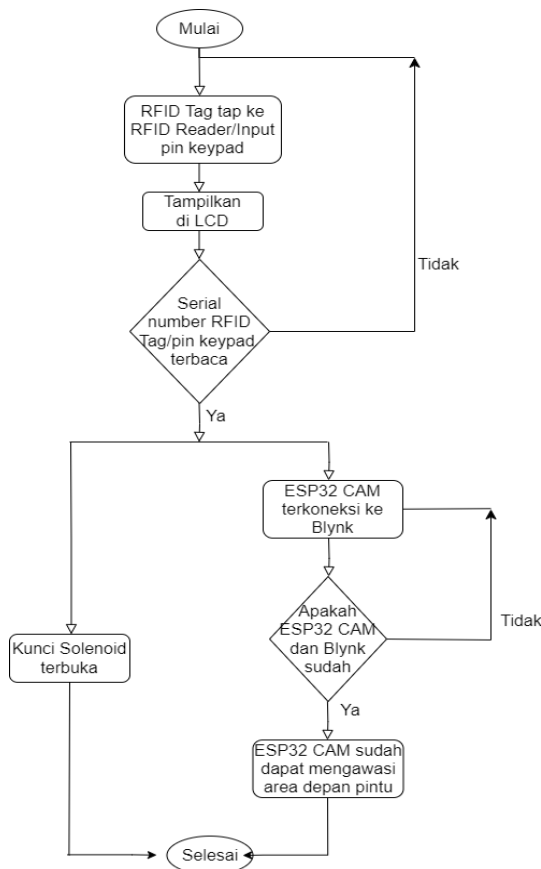 Mulai
RFID Tag tap ke
RFID Reader/Input
pin keypad
Tampilkan
di LCD
Tidak
Serial
number RFID
Tag/pin keypad
terbaca
Ya
ESP32 CAM
terkoneksi ke
Blynk
Apakah
ESP32 CAM
dan Blynk
sudah
Tidak
Kunci Solenoid
terbuka
Ya
ESP32 CAM sudah
dapat mengawasi
area depan pintu
Selesai